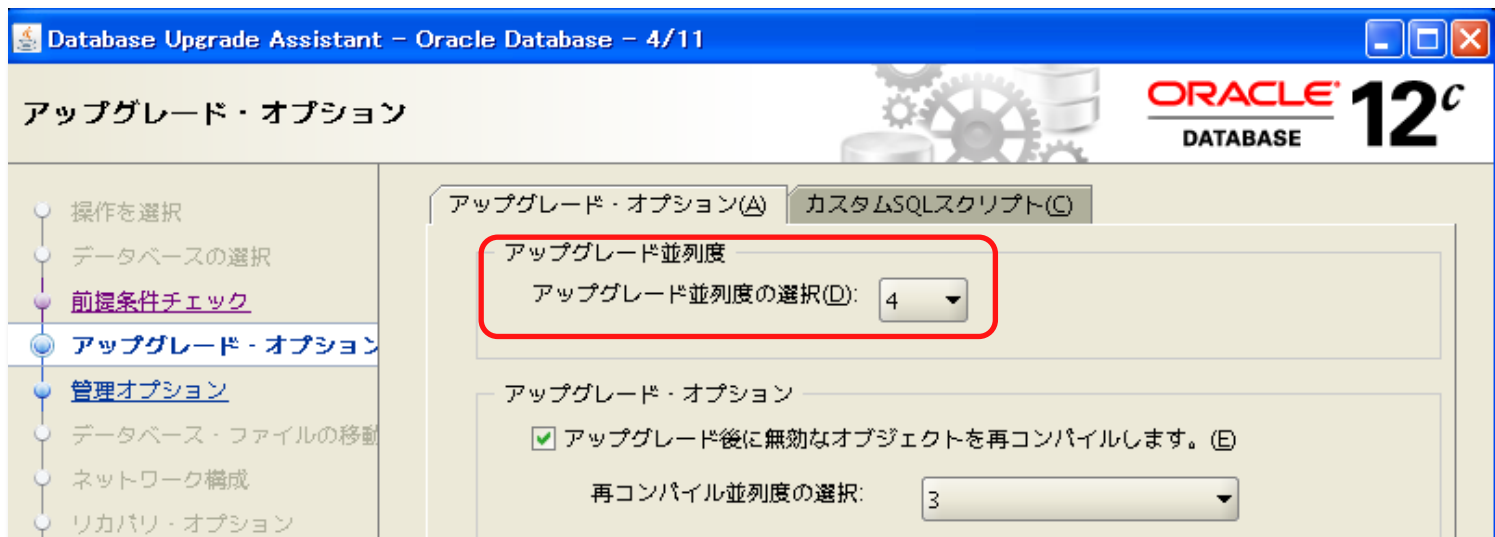 Database Upgrade Assistant - Oracle Database - 4/11
アップグレード・オプション
ORACLE
DATABASE
12c
操作を選択
データベースの選択
前提条件チェック
アップグレード・オプション
管理オプション
データベース・ファイルの移動
ネットワーク構成
リカバリ・オプション
アップグレード・オプション(A)
カスタムSQLスクリプト(C)
アップグレード並列度
アップグレード並列度の選択(D): 4
アップグレード・オプション
アップグレード後に無効なオブジェクトを再コンパイルします。(E)
再コンパイル並列度の選択: 3